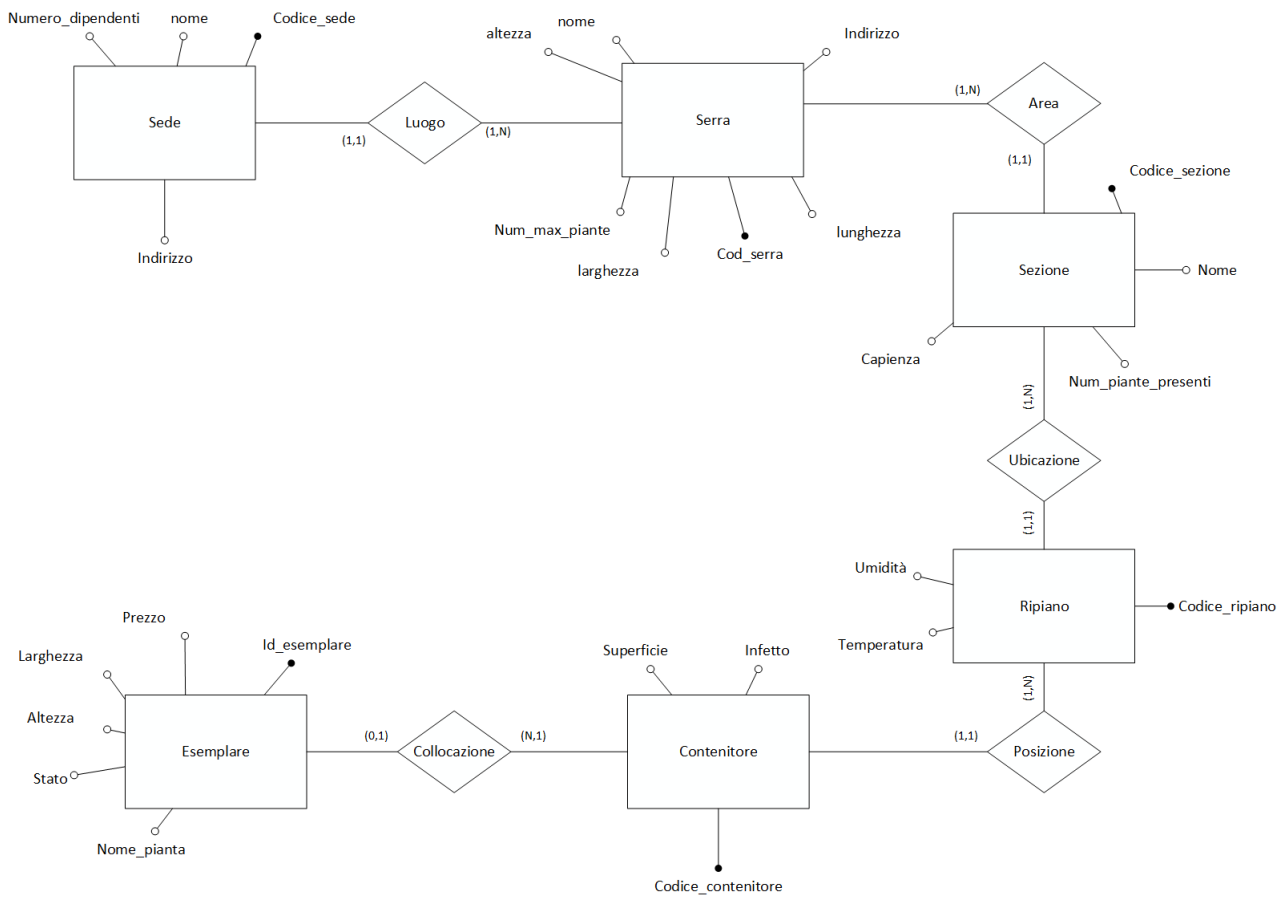 Numero_dipendenti
nome
Codice_sede
Sede
Indirizzo
(1,1)
Luogo
(1,N)
altezza
nome
Indirizzo
Serra
Num_max_piante
larghezza
Cod_serra
lunghezza
(1,N)
Area
(1,1)
Codice_sezione
Sezione
Nome
Capienza
Num_piante_presenti
(1,N)
Ubicazione
(1,1)
Umidità
Ripiano
Codice_ripiano
Temperatura
(1,N)
Posizione
(1,1)
Superficie
Infetto
Contenitore
Codice_contenitore
(N,1)
Collocazione
(0,1)
Prezzo
Id_esemplare
Larghezza
Altezza
Esemplare
Stato
Nome_pianta